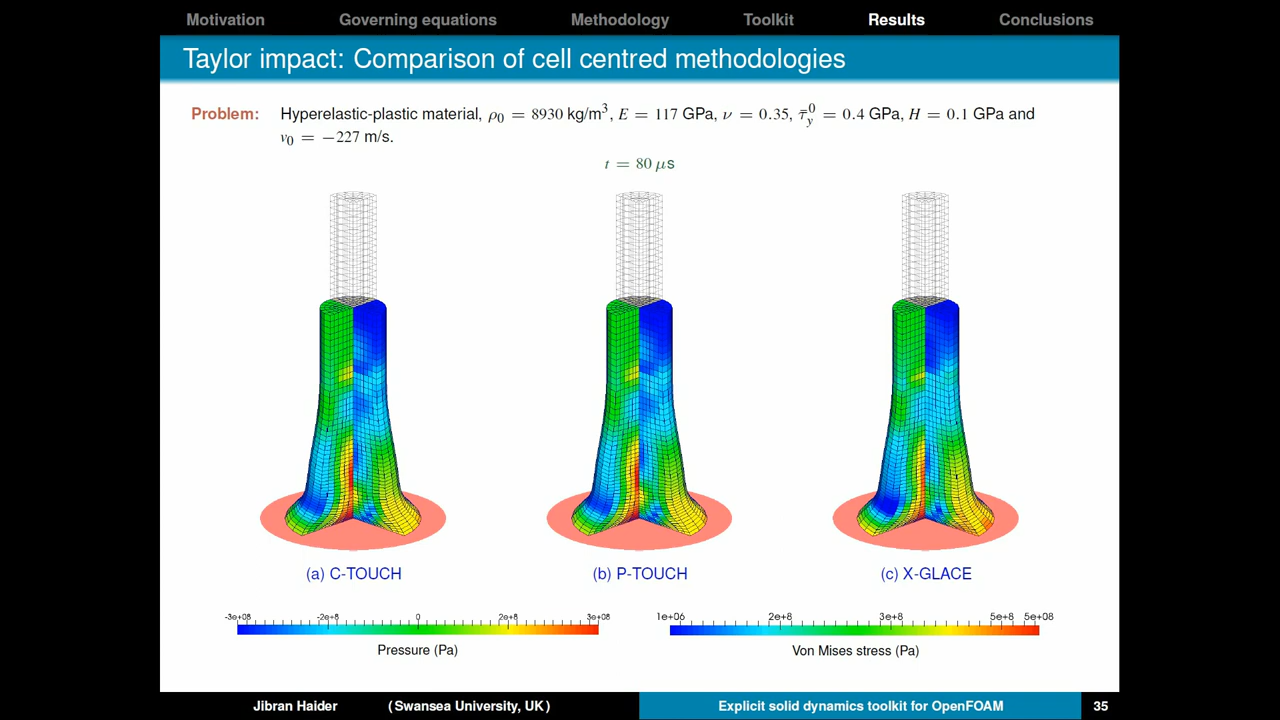 Motivation Governing equations Methodology Toolkit Results Conclusions
Taylor impact: Comparison of cell centred methodologies
Problem: Hyperelastic-plastic material, ρ₀ = 8930 kg/m³, E = 117 GPa, ν = 0.35, τ̄_y^0 = 0.4 GPa, H = 0.1 GPa and
v₀ = −227 m/s.
t = 80 μs
(a) C-TOUCH (b) P-TOUCH (c) X-GLACE
-3e+08 -2e+8 0 2e+8 3e+08
Pressure (Pa)
1e+06 2e+8 3e+8 5e+8 5e+08
Von Mises stress (Pa)
Jibran Haider (Swansea University, UK) Explicit solid dynamics toolkit for OpenFOAM 35